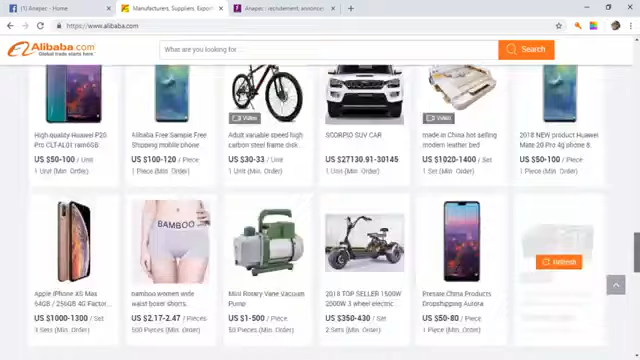 (1) Anapec - Home
Manufacturers, Suppliers, Export
Anapec : recrutement, annonces
https://www.alibaba.com
Alibaba.com
Global trade starts here.
What are you looking for ...
Search
Video
Video
High quality Huawei P20
Pro CLT-AL01 ram6GB
US $50-100 / Unit
1 Unit (Min. Order)
Alibaba Free Sample Free
Shipping mobile phone
US $100-120 / Piece
1 Piece (Min. Order)
Adult variable speed high
carbon steel frame disk...
US $30-33 / Unit
1 Unit (Min. Order)
SCORPIO SUV CAR
US $27130.91-30145
1 Unit (Min. Order)
made in China hot selling
modern leather bed
US $1020-1400 / Set
1 Set (Min. Order)
2018 NEW product Huawei
Mate 20 Pro 4g phone 8
US $50-100 / Piece
1 Piece (Min. Order)
Apple iPhone XS Max
64GB / 256GB 4G Factor...
US $1000-1300 / Set
3 Sets (Min. Order)
BAMBOO
bamboo women wide
waist boxer shorts
US $2.17-2.47 / Pieces
500 Pieces (Min. Order)
Mini Rotary Vane Vacuum
Pump
US $1-500 / Piece
50 Pieces (Min. Order)
2018 TOP SELLER 1500W
2000W 3 wheel electric
US $350-430 / Set
2 Sets (Min. Order)
Presale China Products
Dropshipping Aurora
US $50-80 / Piece
1 Piece (Min. Order)
Refresh